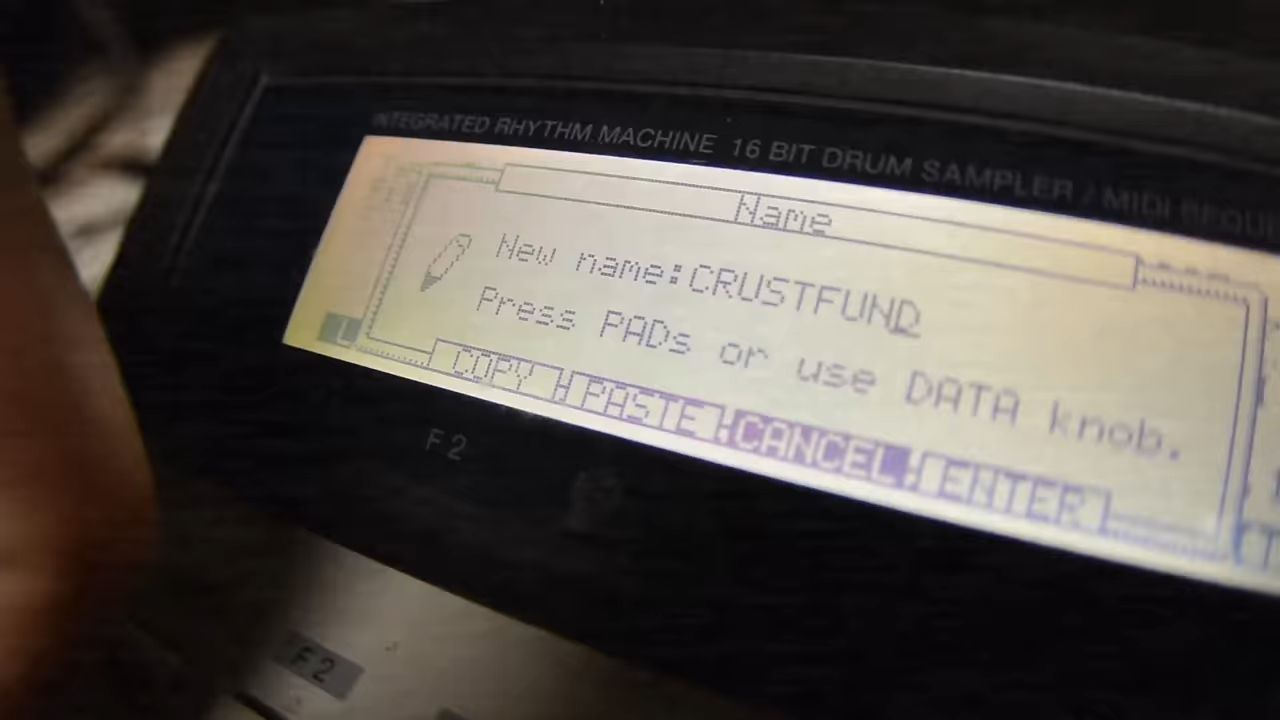 INTEGRATED RHYTHM MACHINE 16 BIT DRUM SAMPLER / MIDI
Name
New name:CRUSTFUND
Press PADs or use DATA knob.
COPY PASTE CANCEL ENTER
F2
F2